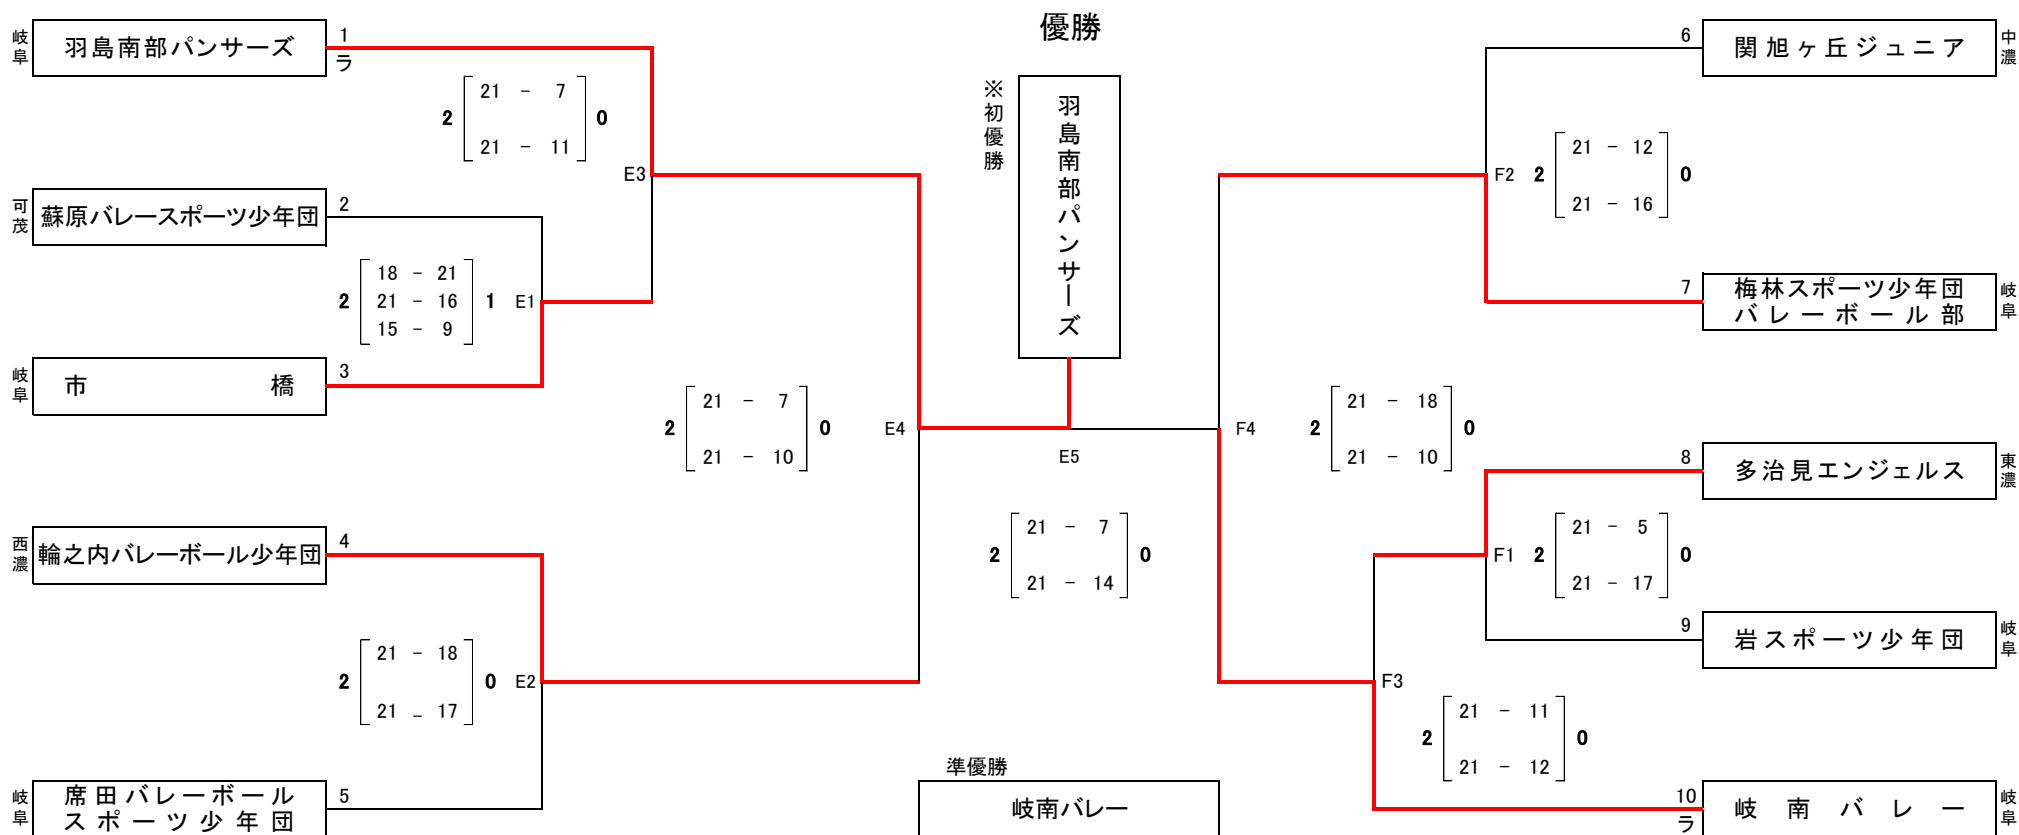 優勝
※初優勝
羽島南部パンサーズ
岐阜
羽島南部パンサーズ
1
ラ
2
21 - 7
21 - 11
0
E3
可茂
蘇原バレースポーツ少年団
2
2
18 - 21
21 - 16
15 - 9
1
E1
岐阜
市橋
3
2
21 - 7
21 - 10
0
E4
西濃
輪之内バレーボール少年団
4
2
21 - 18
21 - 17
0
E2
岐阜
席田バレーボール
スポーツ少年団
5
E5
2
21 - 7
21 - 14
0
準優勝
岐南バレー
6
関旭ヶ丘ジュニア
中濃
F2
2
21 - 12
21 - 16
0
7
梅林スポーツ少年団
バレーボール部
岐阜
F4
2
21 - 18
21 - 10
0
8
多治見エンジェルス
東濃
F1
2
21 - 5
21 - 17
0
9
岩スポーツ少年団
岐阜
F3
2
21 - 11
21 - 12
0
10
ラ
岐南バレー
岐阜